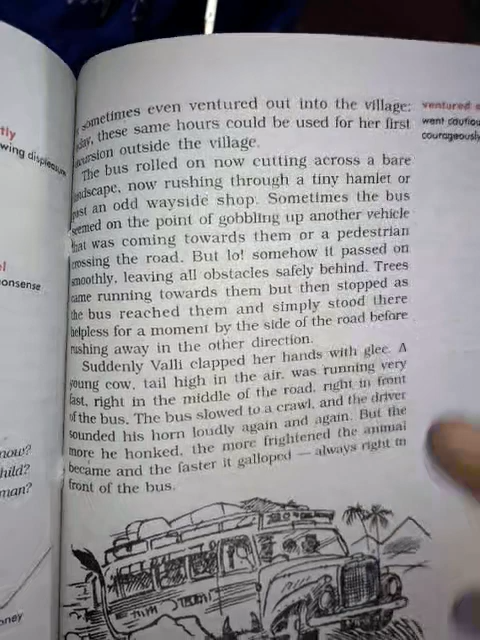 tly
wing displeasure
l
onsense
now?
hild?
man?
oney
sometimes even ventured out into the village;
day, these same hours could be used for her first
excursion outside the village.
The bus rolled on now cutting across a bare
landscape, now rushing through a tiny hamlet or
past an odd wayside shop. Sometimes the bus
seemed on the point of gobbling up another vehicle
that was coming towards them or a pedestrian
crossing the road. But lo! somehow it passed on
smoothly, leaving all obstacles safely behind. Trees
came running towards them but then stopped as
the bus reached them and simply stood there
helpless for a moment by the side of the road before
rushing away in the other direction.
Suddenly Valli clapped her hands with glee. A
young cow, tail high in the air, was running very
fast, right in the middle of the road, right in front
of the bus. The bus slowed to a crawl, and the driver
sounded his horn loudly again and again. But the
more he honked, the more frightened the animal
became and the faster it galloped — always right in
front of the bus.
ventured
went cautiou
courageously